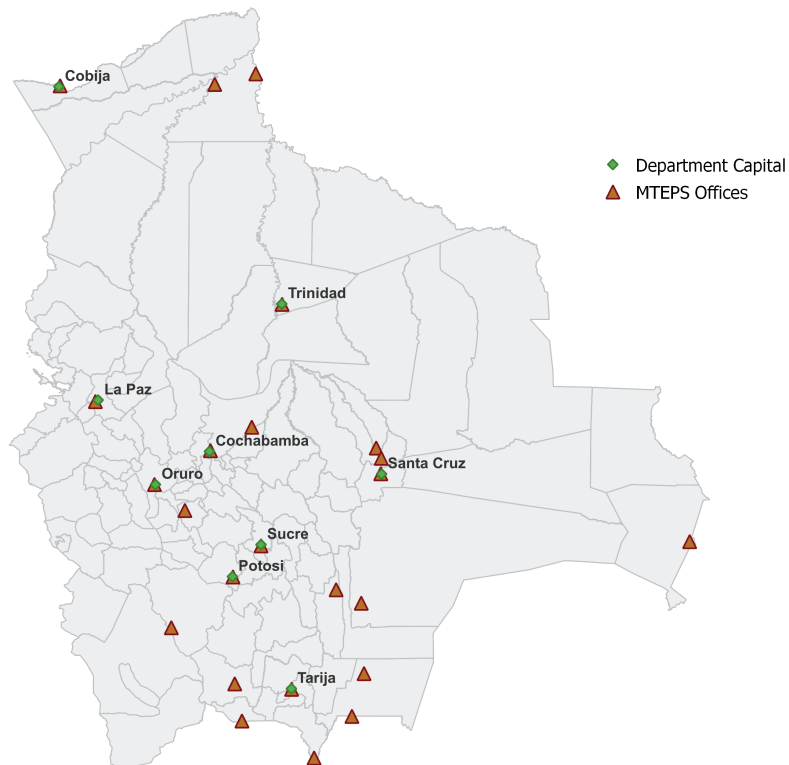 Cobija
Department Capital
MTEPS Offices
Trinidad
La Paz
Cochabamba
Santa Cruz
Oruro
Sucre
Potosi
Tarija